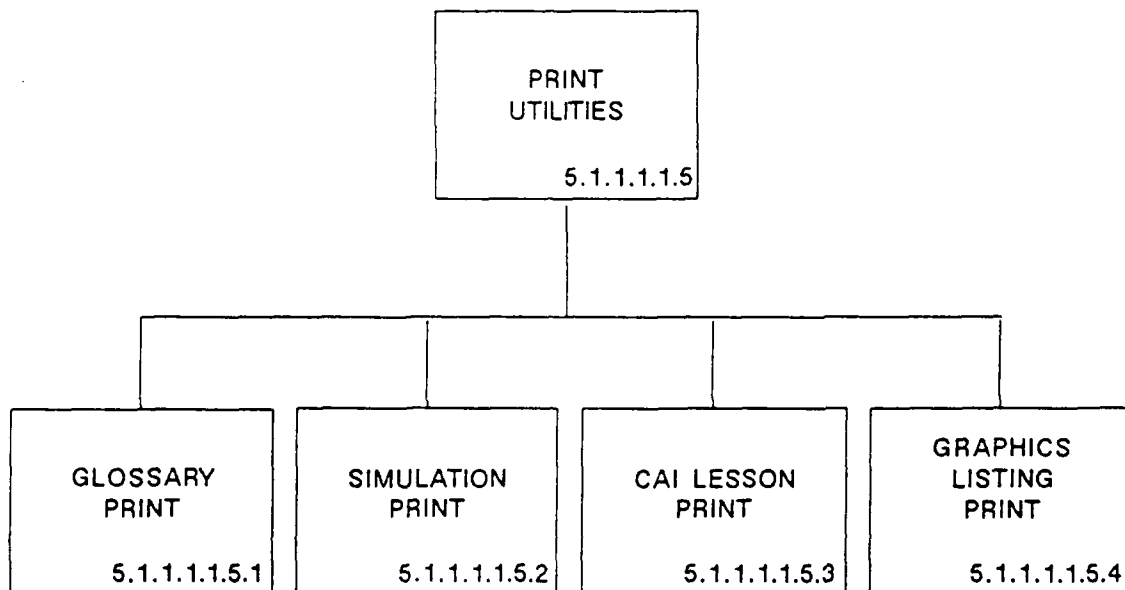 PRINT
UTILITIES
5.1.1.1.1.5
GLOSSARY
PRINT
5.1.1.1.1.5.1
SIMULATION
PRINT
5.1.1.1.1.5.2
CAI LESSON
PRINT
5.1.1.1.1.5.3
GRAPHICS
LISTING
PRINT
5.1.1.1.1.5.4